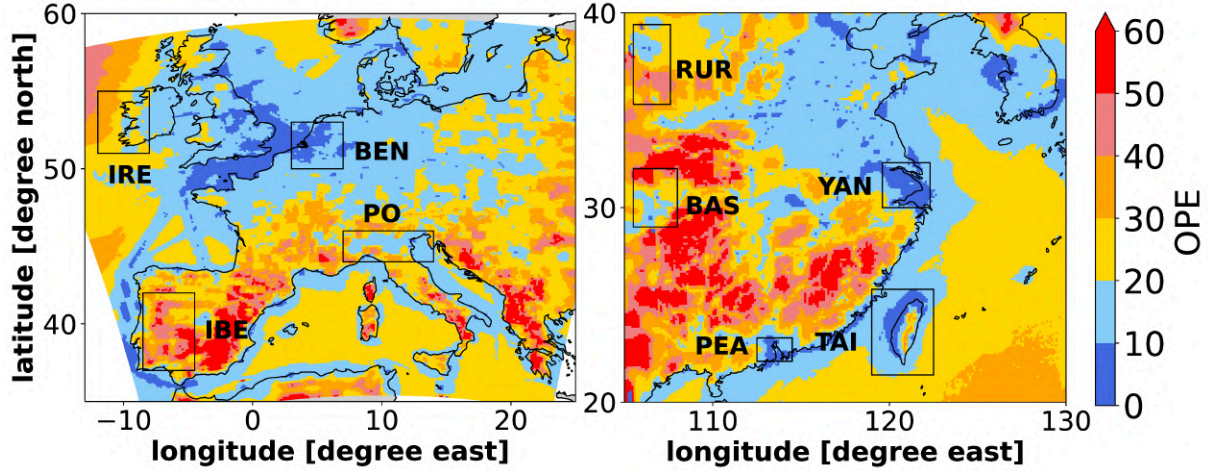 60
50
40
latitude [degree north]
IRE
BEN
PO
IBE
−10
0
10
20
longitude [degree east]
40
30
20
RUR
BAS
YAN
PEA
TAI
110
120
130
longitude [degree east]
60
50
40
30
20
10
0
OPE